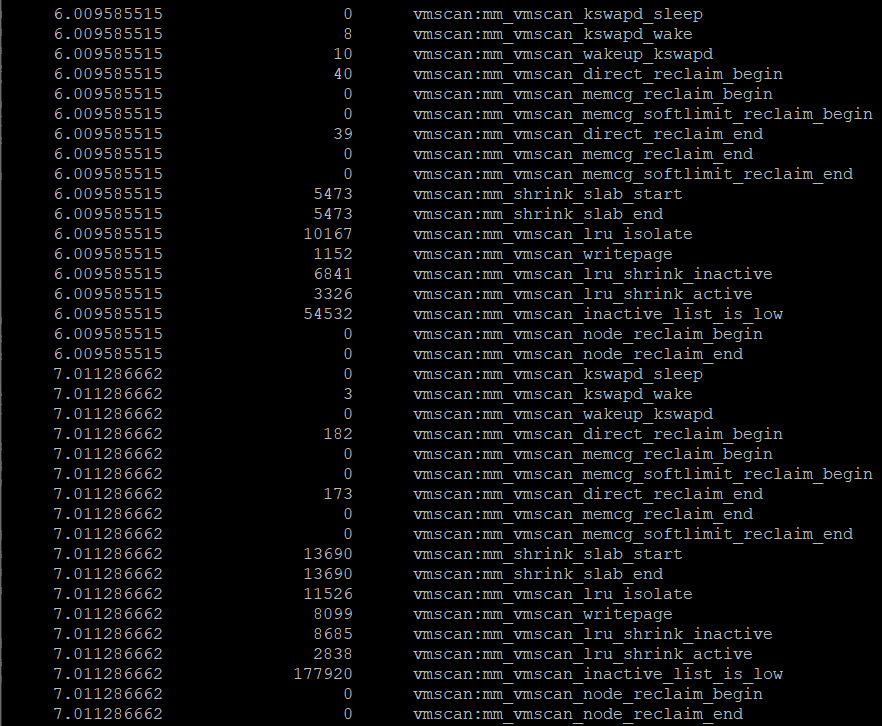 6.009585515 0 vmscan:mm_vmscan_kswapd_sleep
6.009585515 8 vmscan:mm_vmscan_kswapd_wake
6.009585515 10 vmscan:mm_vmscan_wakeup_kswapd
6.009585515 40 vmscan:mm_vmscan_direct_reclaim_begin
6.009585515 0 vmscan:mm_vmscan_memcg_reclaim_begin
6.009585515 0 vmscan:mm_vmscan_memcg_softlimit_reclaim_begin
6.009585515 39 vmscan:mm_vmscan_direct_reclaim_end
6.009585515 0 vmscan:mm_vmscan_memcg_reclaim_end
6.009585515 0 vmscan:mm_vmscan_memcg_softlimit_reclaim_end
6.009585515 5473 vmscan:mm_shrink_slab_start
6.009585515 5473 vmscan:mm_shrink_slab_end
6.009585515 10167 vmscan:mm_vmscan_lru_isolate
6.009585515 1152 vmscan:mm_vmscan_writepage
6.009585515 6841 vmscan:mm_vmscan_lru_shrink_inactive
6.009585515 3326 vmscan:mm_vmscan_lru_shrink_active
6.009585515 54532 vmscan:mm_vmscan_inactive_list_is_low
6.009585515 0 vmscan:mm_vmscan_node_reclaim_begin
6.009585515 0 vmscan:mm_vmscan_node_reclaim_end
7.011286662 0 vmscan:mm_vmscan_kswapd_sleep
7.011286662 3 vmscan:mm_vmscan_kswapd_wake
7.011286662 0 vmscan:mm_vmscan_wakeup_kswapd
7.011286662 182 vmscan:mm_vmscan_direct_reclaim_begin
7.011286662 0 vmscan:mm_vmscan_memcg_reclaim_begin
7.011286662 0 vmscan:mm_vmscan_memcg_softlimit_reclaim_begin
7.011286662 173 vmscan:mm_vmscan_direct_reclaim_end
7.011286662 0 vmscan:mm_vmscan_memcg_reclaim_end
7.011286662 0 vmscan:mm_vmscan_memcg_softlimit_reclaim_end
7.011286662 13690 vmscan:mm_shrink_slab_start
7.011286662 13690 vmscan:mm_shrink_slab_end
7.011286662 11526 vmscan:mm_vmscan_lru_isolate
7.011286662 8099 vmscan:mm_vmscan_writepage
7.011286662 8685 vmscan:mm_vmscan_lru_shrink_inactive
7.011286662 2838 vmscan:mm_vmscan_lru_shrink_active
7.011286662 177920 vmscan:mm_vmscan_inactive_list_is_low
7.011286662 0 vmscan:mm_vmscan_node_reclaim_begin
7.011286662 0 vmscan:mm_vmscan_node_reclaim_end